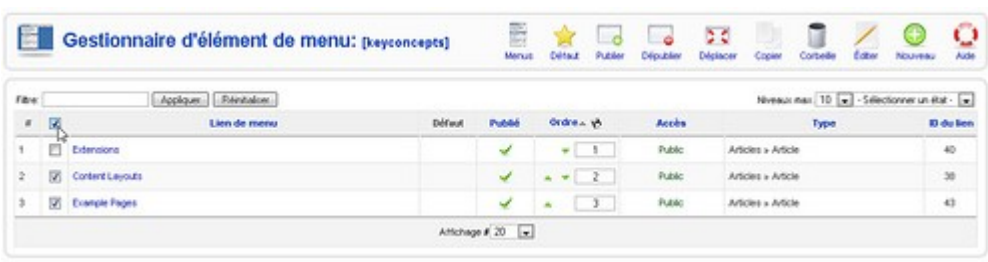 Gestionnaire d'élément de menu: [keyconcepts]
Menus Défaut Publier Dépublier Déplacer Copier Corbeille Éditer Nouveau Aide
Filtre: Appliquer Réinitialiser Niveaux max 10 - Sélectionner un état -
# Lien de menu Défaut Publié Ordre Accès Type ID du lien
1 Extensions 1 Public Articles » Article 40
2 Content Layouts 2 Public Articles » Article 38
3 Example Pages 3 Public Articles » Article 43
Affichage # 20